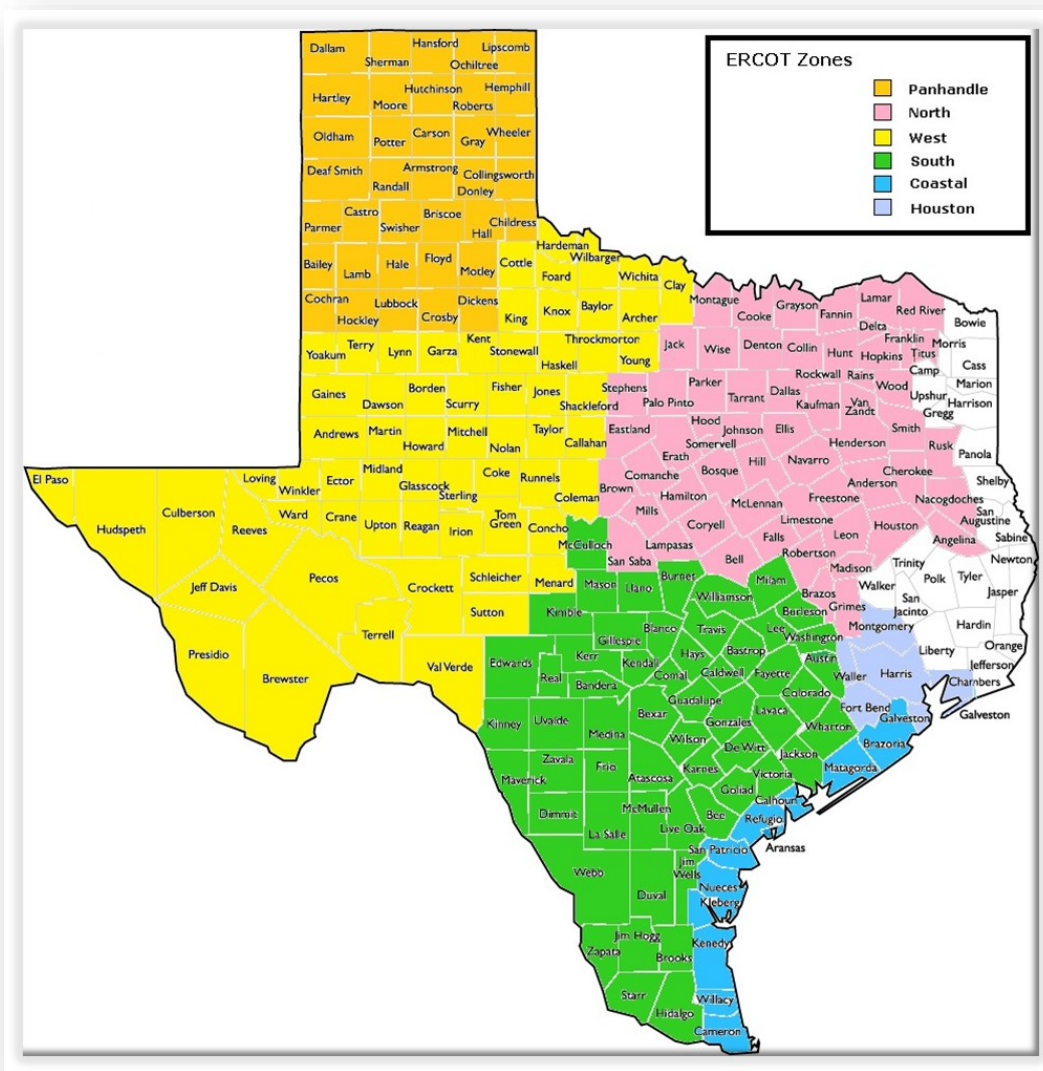 ERCOT Zones
Panhandle
North
West
South
Coastal
Houston
Dallam
Sherman
Hansford
Ochiltree
Lipscomb
Hartley
Moore
Hutchinson
Roberts
Hemphill
Oldham
Potter
Carson
Gray
Wheeler
Deaf Smith
Randall
Armstrong
Donley
Collingsworth
Parmer
Castro
Swisher
Briscoe
Hall
Childress
Bailey
Lamb
Hale
Floyd
Motley
Cottle
Hardeman
Foard
Wilbarger
Wichita
Clay
Cochran
Hockley
Lubbock
Crosby
Dickens
King
Knox
Baylor
Archer
Montague
Cooke
Grayson
Fannin
Lamar
Red River
Bowie
Delta
Franklin
Titus
Morris
Yoakum
Terry
Lynn
Garza
Kent
Stonewall
Haskell
Throckmorton
Young
Jack
Wise
Denton
Collin
Hunt
Hopkins
Camp
Cass
Marion
Gaines
Dawson
Borden
Scurry
Fisher
Jones
Shackleford
Stephens
Palo Pinto
Parker
Tarrant
Dallas
Rockwall
Rains
Kaufman
Van
Zandt
Wood
Upshur
Harrison
Gregg
Andrews
Martin
Howard
Mitchell
Nolan
Taylor
Callahan
Eastland
Hood
Somervell
Johnson
Ellis
Henderson
Smith
Rusk
Panola
El Paso
Hudspeth
Culberson
Loving
Winkler
Ector
Midland
Glasscock
Sterling
Coke
Runnels
Coleman
Brown
Comanche
Erath
Bosque
Hill
Navarro
Anderson
Cherokee
Nacogdoches
Shelby
San
Augustine
Sabine
Reeves
Ward
Crane
Upton
Reagan
Irion
Tom
Green
Concho
McCulloch
Mills
Hamilton
McLennan
Limestone
Freestone
Leon
Houston
Angelina
San Saba
Lampasas
Coryell
Bell
Falls
Robertson
Madison
Trinity
Newton
Polk
Tyler
Jasper
Walker
San
Jacinto
Jeff Davis
Pecos
Crockett
Schleicher
Menard
Sutton
Mason
Llano
Burnet
Williamson
Milam
Brazos
Burleson
Grimes
Montgomery
Hardin
Orange
Liberty
Jefferson
Chambers
Presidio
Brewster
Terrell
Val Verde
Edwards
Kimble
Gillespie
Blanco
Travis
Lee
Washington
Austin
Waller
Harris
Real
Kerr
Kendall
Bandera
Hays
Comal
Caldwell
Bastrop
Fayette
Colorado
Fort Bend
Galveston
Galveston
Kinney
Uvalde
Medina
Bexar
Guadalupe
Gonzales
Lavaca
Wharton
Brazoria
Maverick
Zavala
Frio
Atascosa
Wilson
Karnes
De Witt
Jackson
Matagorda
Victoria
Goliad
Calhoun
Dimmit
La Salle
McMullen
Live Oak
Bee
Refugio
Aransas
San Patricio
Webb
Duval
Jim
Wells
Nueces
Kleberg
Zapata
Jim Hogg
Brooks
Kenedy
Starr
Hidalgo
Willacy
Cameron